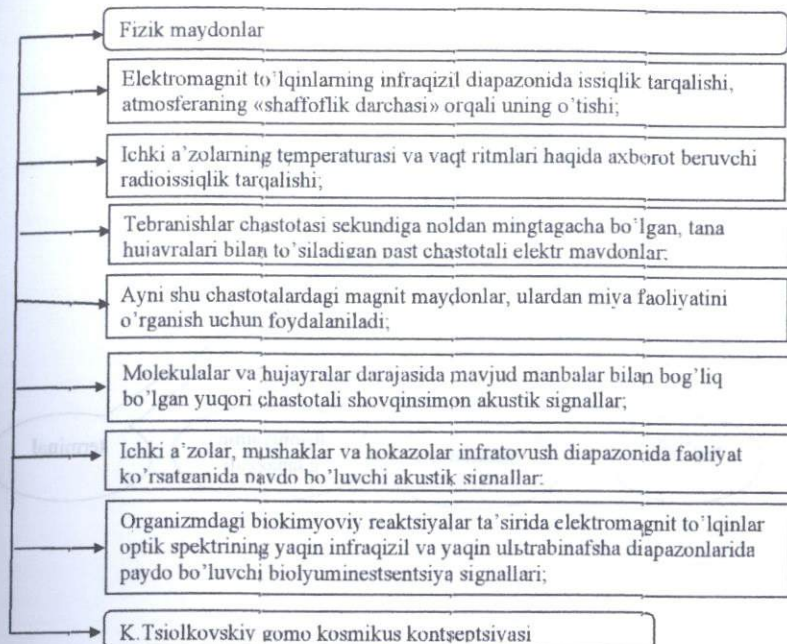 Fizik maydonlar
Elektromagnit to'lqinlarning infraqizil diapazonida issiqlik tarqalishi,
atmosferaning «shaffoflik darchasi» orqali uning o'tishi;
Ichki a'zolarning temperaturasi va vaqt ritmlari haqida axborot beruvchi
radioissiqlik tarqalishi;
Tebranishlar chastotasi sekundiga noldan mingtagacha bo'lgan, tana
hujayralari bilan to'siladigan past chastotali elektr maydonlar;
Ayni shu chastotalardagi magnit maydonlar, ulardan miya faoliyatini
o'rganish uchun foydalaniladi;
Molekulalar va hujayralar darajasida mavjud manbalar bilan bog'liq
bo'lgan yuqori chastotali shovqinsimon akustik signallar;
Ichki a'zolar, mushaklar va hokazolar infratovush diapazonida faoliyat
ko'rsatganida paydo bo'luvchi akustik signallar;
Organizmdagi biokimyoviy reaktsiyalar ta'sirida elektromagnit to'lqinlar
optik spektrining yaqin infraqizil va yaqin ulьtrabinafsha diapazonlarida
paydo bo'luvchi biolyuminestsentsiya signallari;
K.Tsiolkovskiy gomo kosmikus kontseptsiyasi